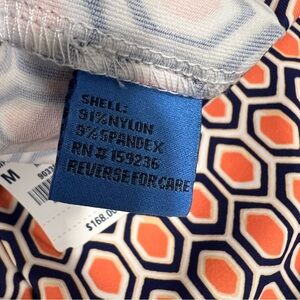 SHELL:
91% NYLON
9% SPANDEX
RN# 159236
REVERSE FOR CARE
M
$168.00